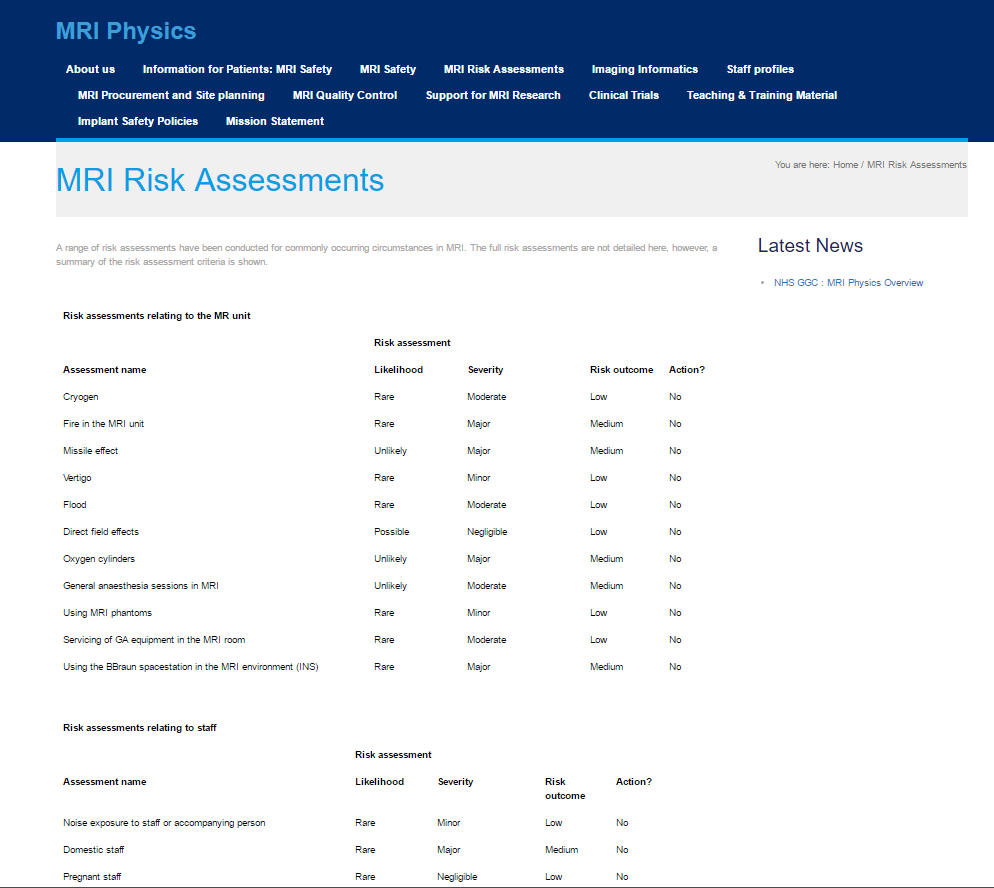 MRI Physics
About us Information for Patients: MRI Safety MRI Safety MRI Risk Assessments Imaging Informatics Staff profiles
MRI Procurement and Site planning MRI Quality Control Support for MRI Research Clinical Trials Teaching & Training Material
Implant Safety Policies Mission Statement
You are here: Home / MRI Risk Assessments
MRI Risk Assessments
A range of risk assessments have been conducted for commonly occurring circumstances in MRI. The full risk assessments are not detailed here, however, a
summary of the risk assessment criteria is shown.
Latest News
• NHS GGC : MRI Physics Overview
Risk assessments relating to the MR unit
Risk assessment
Assessment name Likelihood Severity Risk outcome Action?
Cryogen Rare Moderate Low No
Fire in the MRI unit Rare Major Medium No
Missile effect Unlikely Major Medium No
Vertigo Rare Minor Low No
Flood Rare Moderate Low No
Direct field effects Possible Negligible Low No
Oxygen cylinders Unlikely Major Medium No
General anaesthesia sessions in MRI Unlikely Moderate Medium No
Using MRI phantoms Rare Minor Low No
Servicing of GA equipment in the MRI room Rare Moderate Low No
Using the BBraun spacestation in the MRI environment (INS) Rare Major Medium No
Risk assessments relating to staff
Risk assessment
Assessment name Likelihood Severity Risk Action?
outcome
Noise exposure to staff or accompanying person Rare Minor Low No
Domestic staff Rare Major Medium No
Pregnant staff Rare Negligible Low No